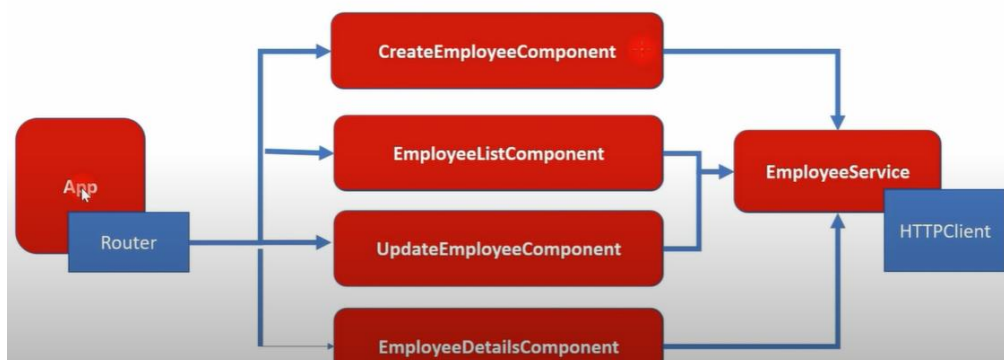 CreateEmployeeComponent
EmployeeListComponent
App
EmployeeService
Router
UpdateEmployeeComponent
HTTPClient
EmployeeDetailsComponent